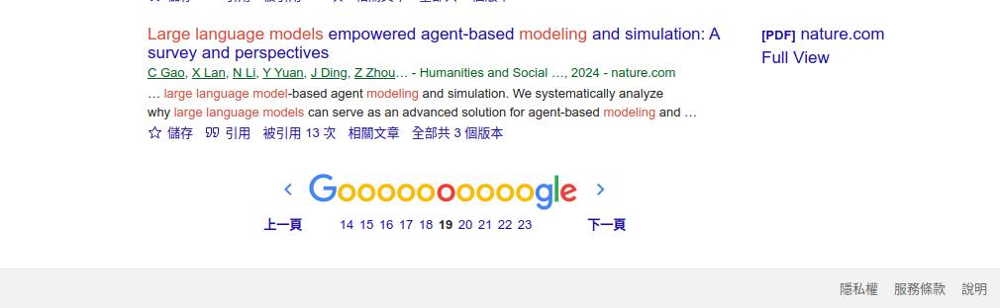 Large language models empowered agent-based modeling and simulation: A
survey and perspectives
C Gao, X Lan, N Li, Y Yuan, J Ding, Z Zhou… - Humanities and Social …, 2024 - nature.com
… large language model-based agent modeling and simulation. We systematically analyze
why large language models can serve as an advanced solution for agent-based modeling and …
儲存 引用 被引用 13 次 相關文章 全部共 3 個版本
[PDF] nature.com
Full View
Goooooooooogle
上一頁 14 15 16 17 18 19 20 21 22 23 下一頁
隱私權 服務條款 說明